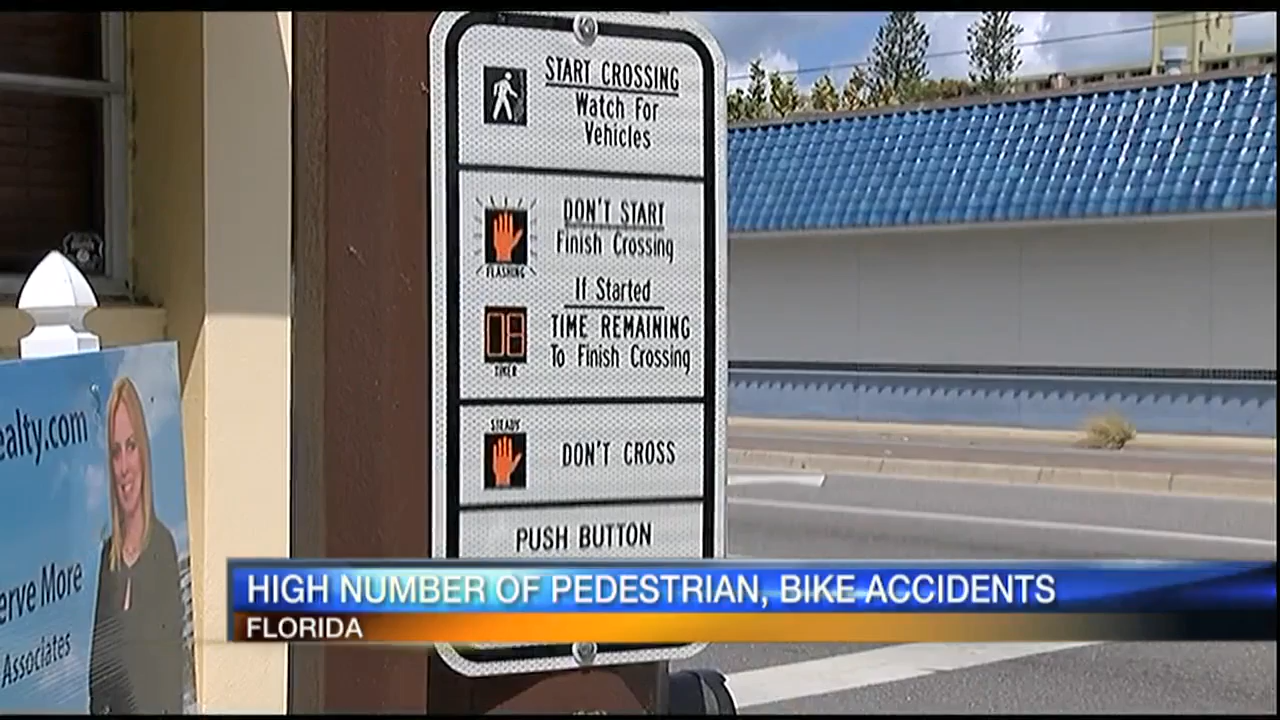 START CROSSING
Watch For
Vehicles
DON'T START
Finish Crossing
FLASHING
If Started
08
TIME REMAINING
To Finish Crossing
TIMER
STEADY
DON'T CROSS
PUSH BUTTON
ealty.com
erve More
Associates
HIGH NUMBER OF PEDESTRIAN, BIKE ACCIDENTS
FLORIDA